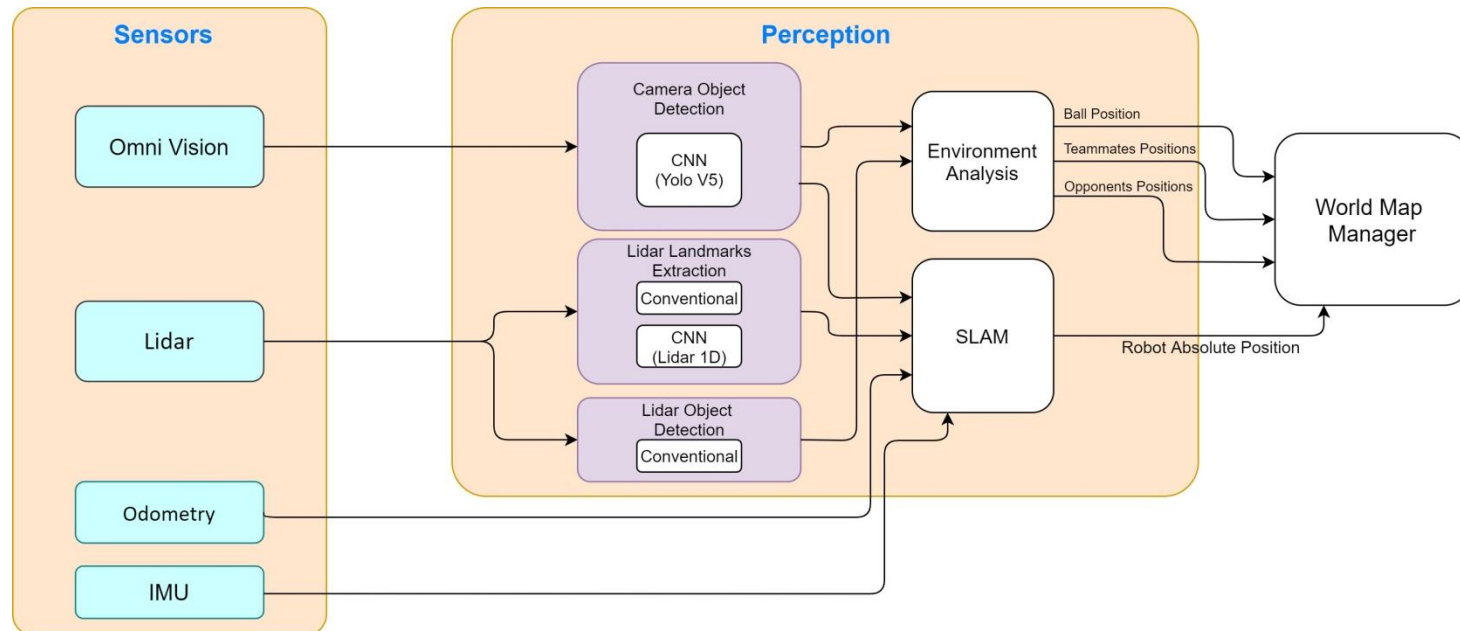 Sensors
Omni Vision
Lidar
Odometry
IMU
Perception
Camera Object
Detection
CNN
(Yolo V5)
Lidar Landmarks
Extraction
Conventional
CNN
(Lidar 1D)
Lidar Object
Detection
Conventional
Environment
Analysis
SLAM
Ball Position
Teammates Positions
Opponents Positions
Robot Absolute Position
World Map
Manager